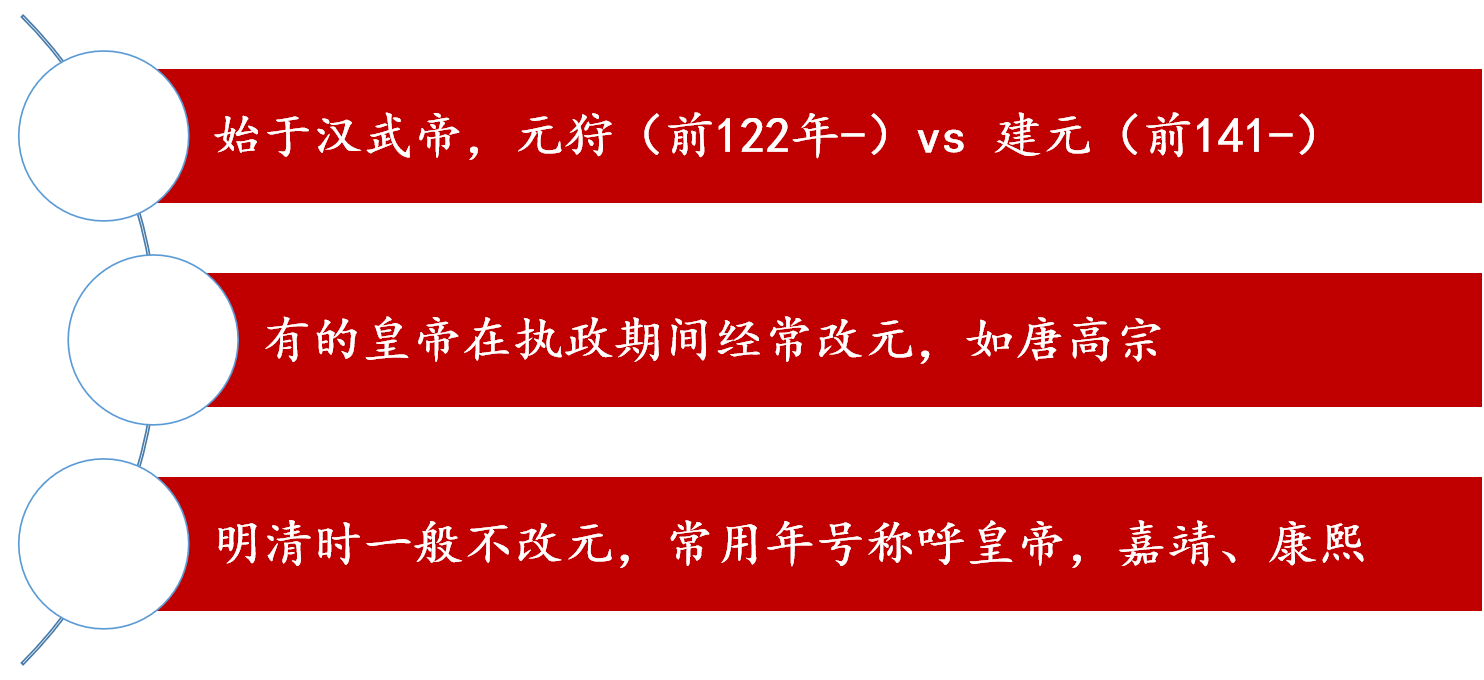 始于汉武帝，元狩（前122年-）vs 建元（前141-）
有的皇帝在执政期间经常改元，如唐高宗
明清时一般不改元，常用年号称呼皇帝，嘉靖、康熙